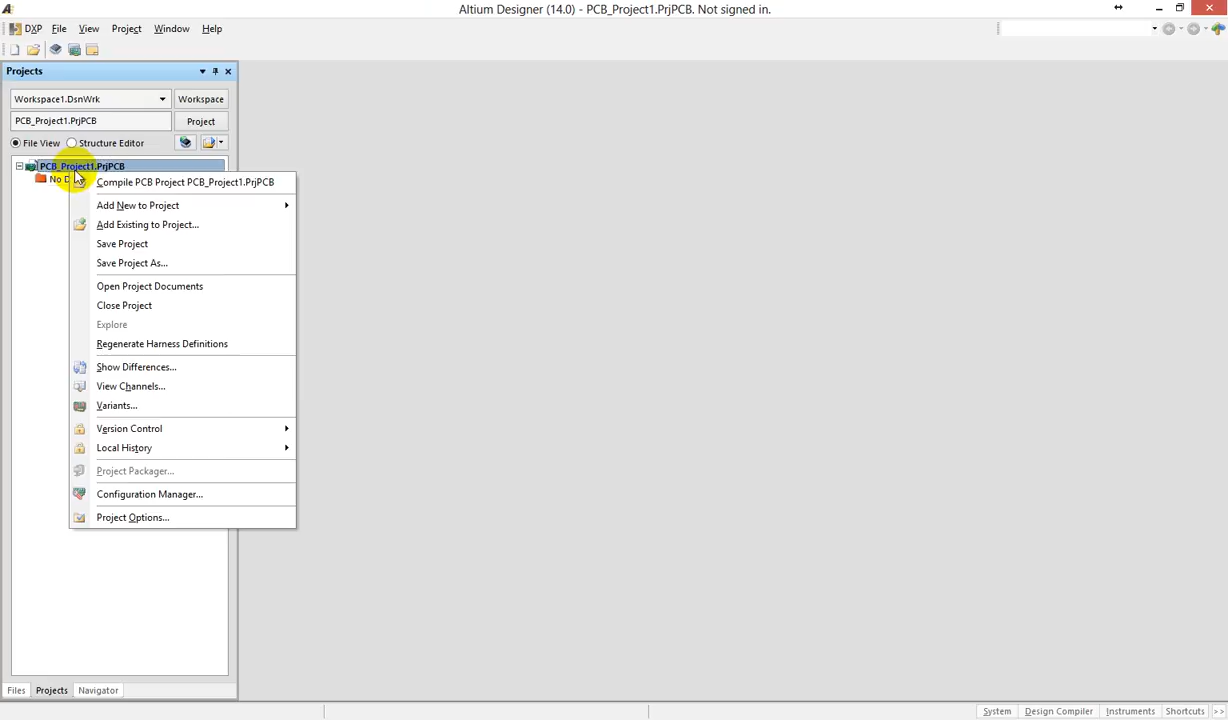 Altium Designer (14.0) - PCB_Project1.PrjPCB. Not signed in.
DXP File View Project Window Help
Projects
Workspace1.DsnWrk Workspace
PCB_Project1.PrjPCB Project
File View Structure Editor
PCB_Project1.PrjPCB
No D
Compile PCB Project PCB_Project1.PrjPCB
Add New to Project
Add Existing to Project...
Save Project
Save Project As...
Open Project Documents
Close Project
Explore
Regenerate Harness Definitions
Show Differences...
View Channels...
Variants...
Version Control
Local History
Project Packager...
Configuration Manager...
Project Options...
Files Projects Navigator
System Design Compiler Instruments Shortcuts >>